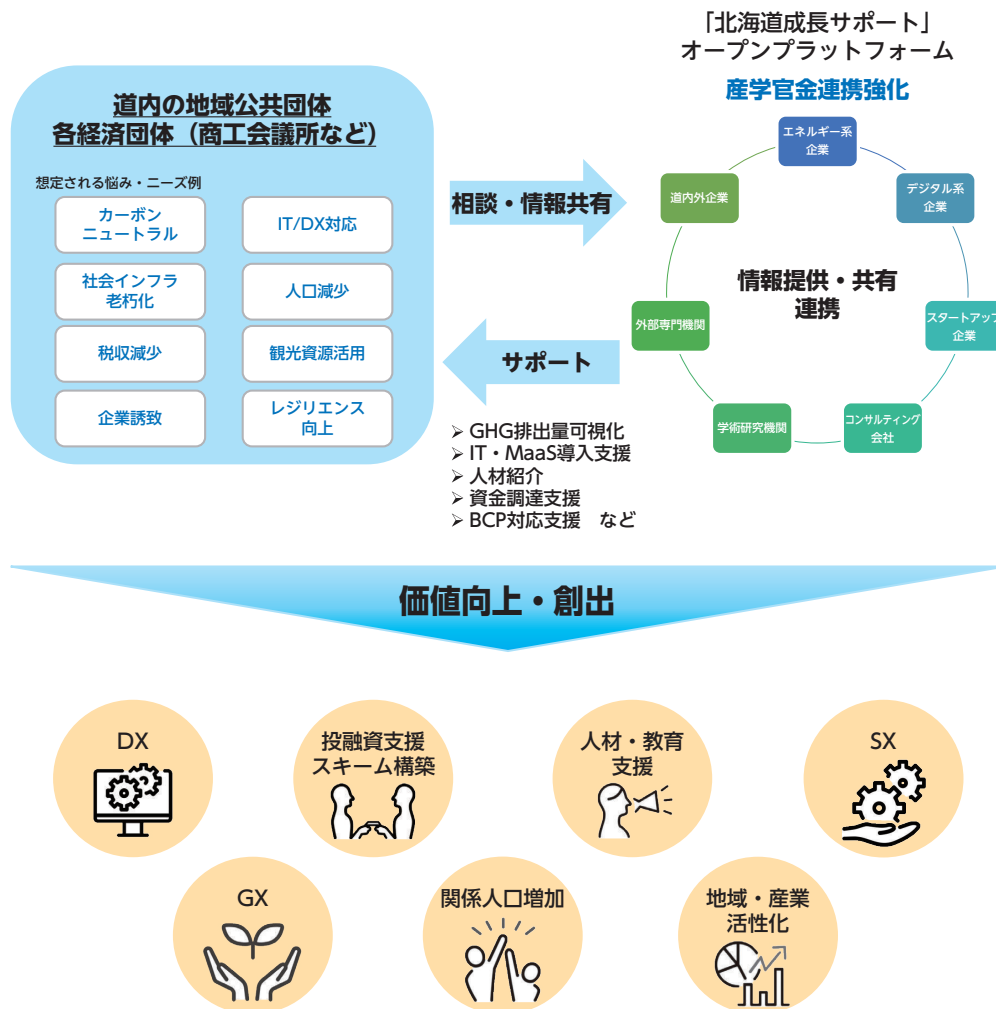 「北海道成長サポート」
オープンプラットフォーム
産学官金連携強化
道内の地域公共団体
各経済団体（商工会議所など）
想定される悩み・ニーズ例
カーボン
ニュートラル
IT/DX対応
社会インフラ
老朽化
人口減少
税収減少
観光資源活用
企業誘致
レジリエンス
向上
相談・情報共有
サポート
➢ GHG排出量可視化
➢ IT・MaaS導入支援
➢ 人材紹介
➢ 資金調達支援
➢ BCP対応支援　など
エネルギー系
企業
デジタル系
企業
スタートアップ
企業
コンサルティング
会社
学術研究機関
外部専門機関
道内外企業
情報提供・共有
連携
価値向上・創出
DX
投融資支援
スキーム構築
人材・教育
支援
SX
GX
関係人口増加
地域・産業
活性化